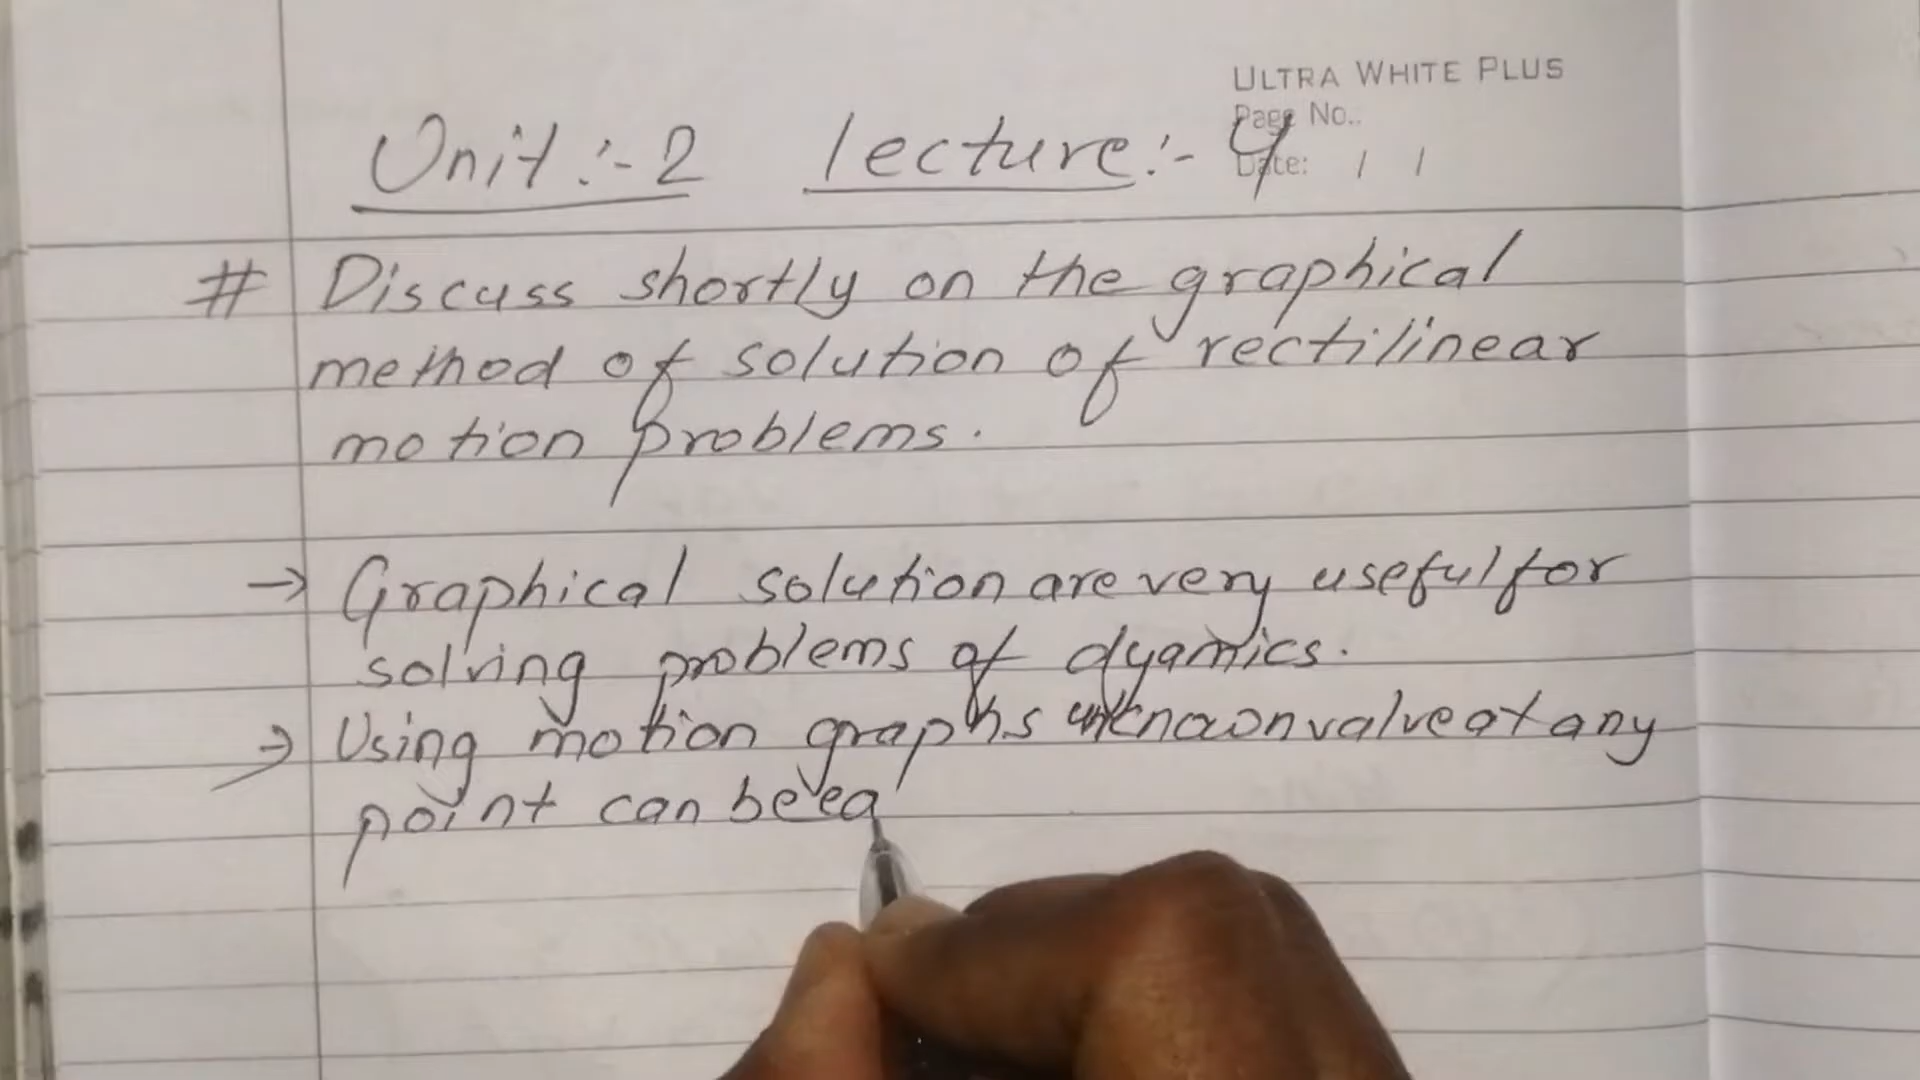 ULTRA WHITE PLUS
Page No.:
Date: / /
Unit :- 2 lecture :- 4
# Discuss shortly on the graphical
method of solution of rectilinear
motion problems.
→ Graphical solution are very useful for
solving problems of dyamics.
→ Using motion graphs unknown valve at any
point can be ea